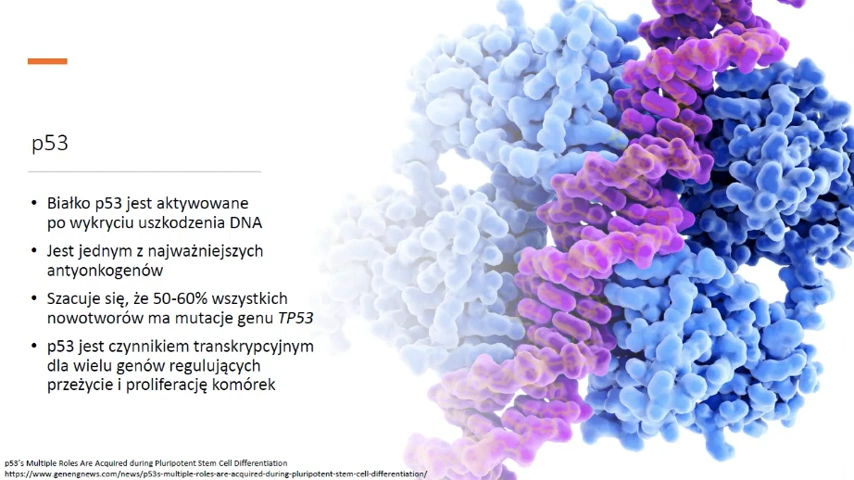 p53
• Białko p53 jest aktywowane
po wykryciu uszkodzenia DNA
• Jest jednym z najważniejszych
antyonkogenów
• Szacuje się, że 50-60% wszystkich
nowotworów ma mutacje genu TP53
• p53 jest czynnikiem transkrypcyjnym
dla wielu genów regulujących
przeżycie i proliferację komórek
p53's Multiple Roles Are Acquired during Pluripotent Stem Cell Differentiation
https://www.genengnews.com/news/p53s-multiple-roles-are-acquired-during-pluripotent-stem-cell-differentiation/